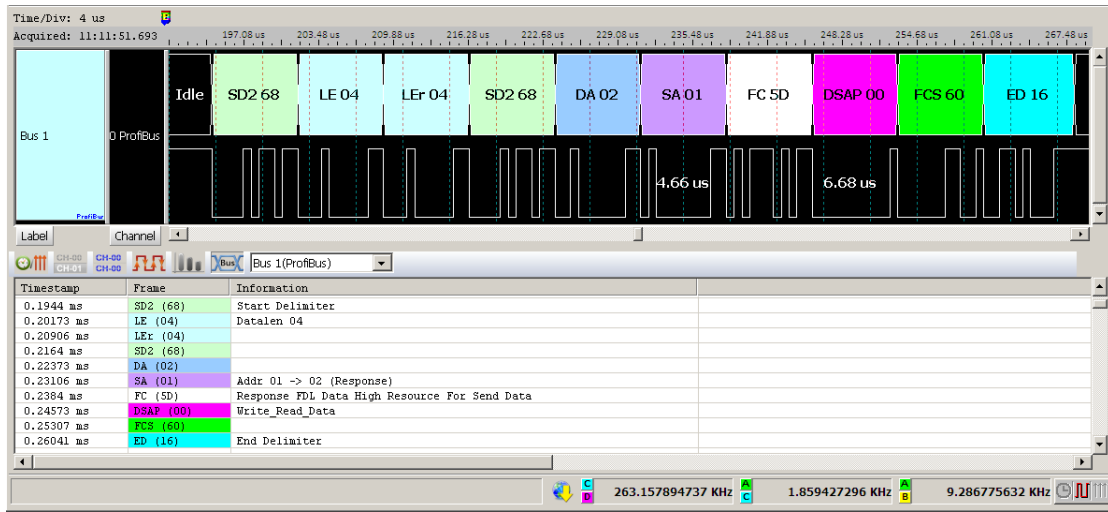 Time/Div: 4 us
Acquired: 11:11:51.693
197.08 us 203.48 us 209.88 us 216.28 us 222.68 us 229.08 us 235.48 us 241.88 us 248.28 us 254.68 us 261.08 us 267.48 us
Idle SD2 68 LE 04 LEr 04 SD2 68 DA 02 SA 01 FC 5D DSAP 00 FCS 60 ED 16
Bus 1 0 ProfiBus
4.66 us 6.68 us
ProfiBus
Label Channel
CH-00 CH-00
CH-01 CH-00
Bus Bus 1(ProfiBus)
Timestamp Frame Information
0.1944 ms SD2 (68) Start Delimiter
0.20173 ms LE (04) Datalen 04
0.20906 ms LEr (04)
0.2164 ms SD2 (68)
0.22373 ms DA (02)
0.23106 ms SA (01) Addr 01 -> 02 (Response)
0.2384 ms FC (5D) Response FDL Data High Resource For Send Data
0.24573 ms DSAP (00) Write_Read_Data
0.25307 ms FCS (60)
0.26041 ms ED (16) End Delimiter
C D 263.157894737 KHz A C 1.859427296 KHz A B 9.286775632 KHz